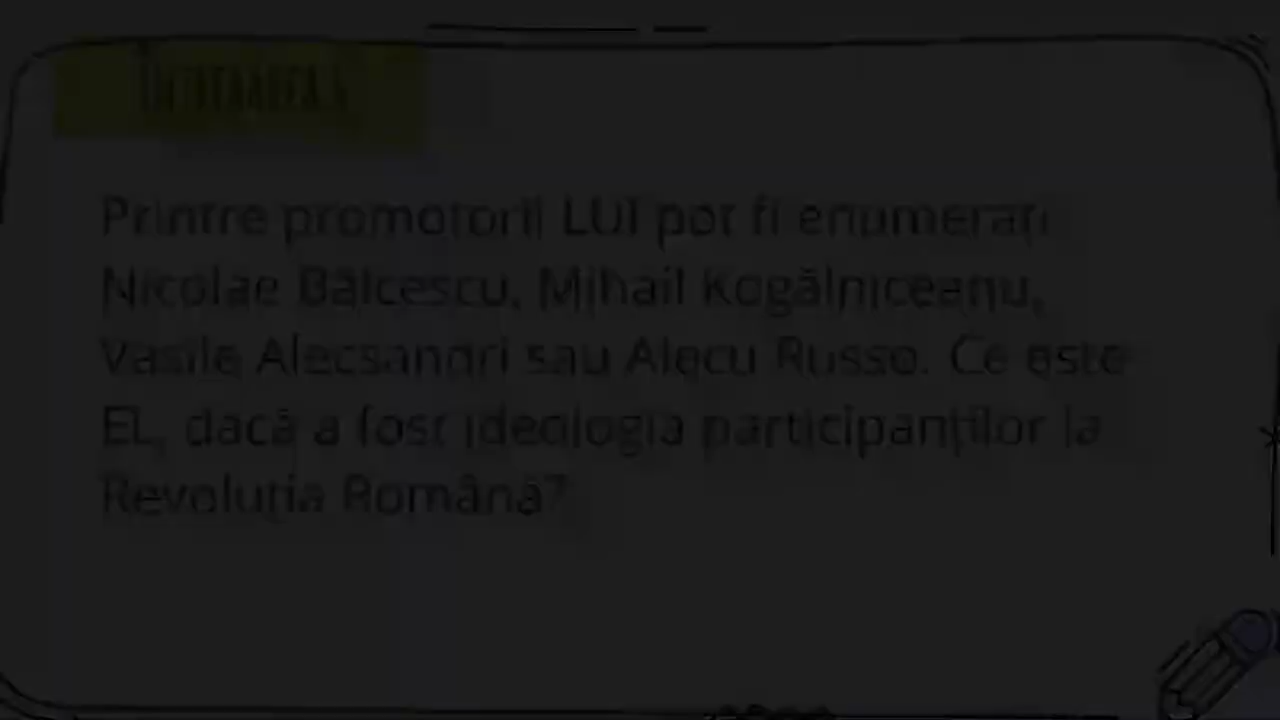 Printre promotorii LUI pot fi enumerați
Nicolae Bălcescu, Mihail Kogălniceanu,
Vasile Alecsandri sau Alecu Russo. Ce este
EL, dacă a fost ideologia participanților la
Revoluția Română?